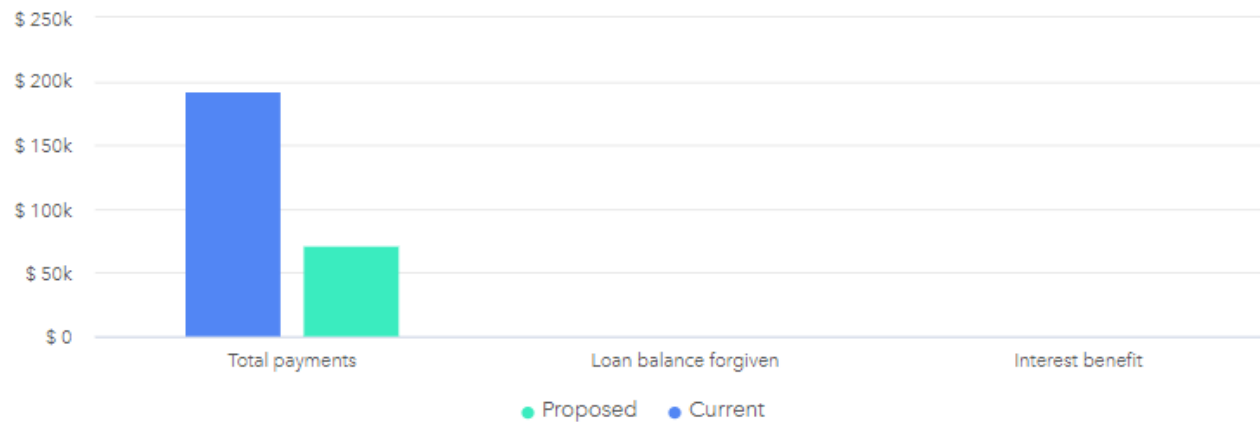 $ 250k
$ 200k
$ 150k
$ 100k
$ 50k
$ 0
Total payments Loan balance forgiven Interest benefit
Proposed Current